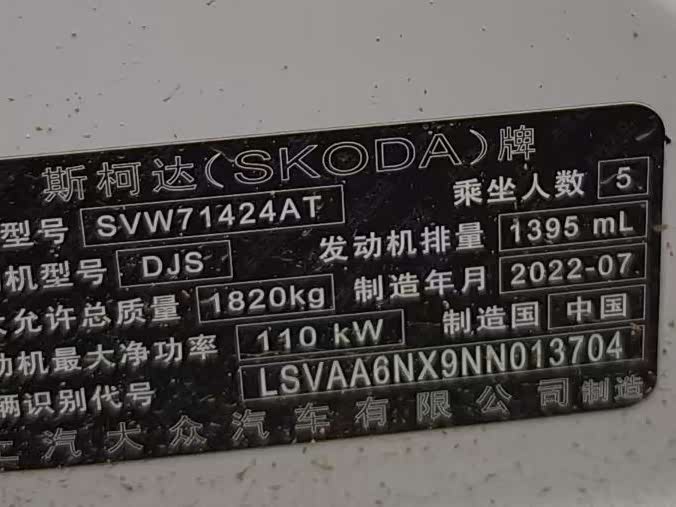 斯柯达(SKODA)牌
型号 SVW71424AT 乘坐人数 5
机型号 DJS 发动机排量 1395 mL
允许总质量 1820kg 制造年月 2022-07
动机最大净功率 110 kW 制造国 中国
辆识别代号 LSVAA6NX9NN013704
汽大众汽车有限公司制造